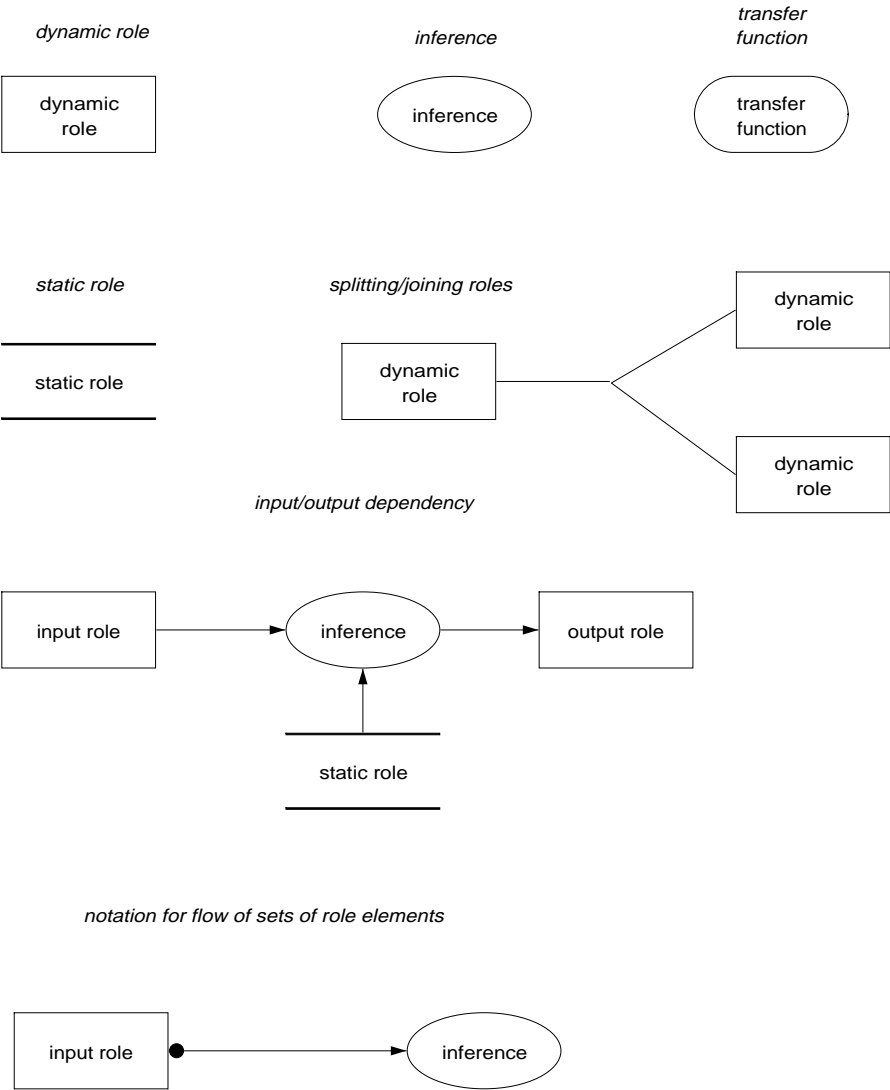 dynamic role
inference
transfer
function
dynamic
role
inference
transfer
function
static role
splitting/joining roles
dynamic
role
static role
dynamic
role
dynamic
role
input/output dependency
input role
inference
output role
static role
notation for flow of sets of role elements
input role
inference